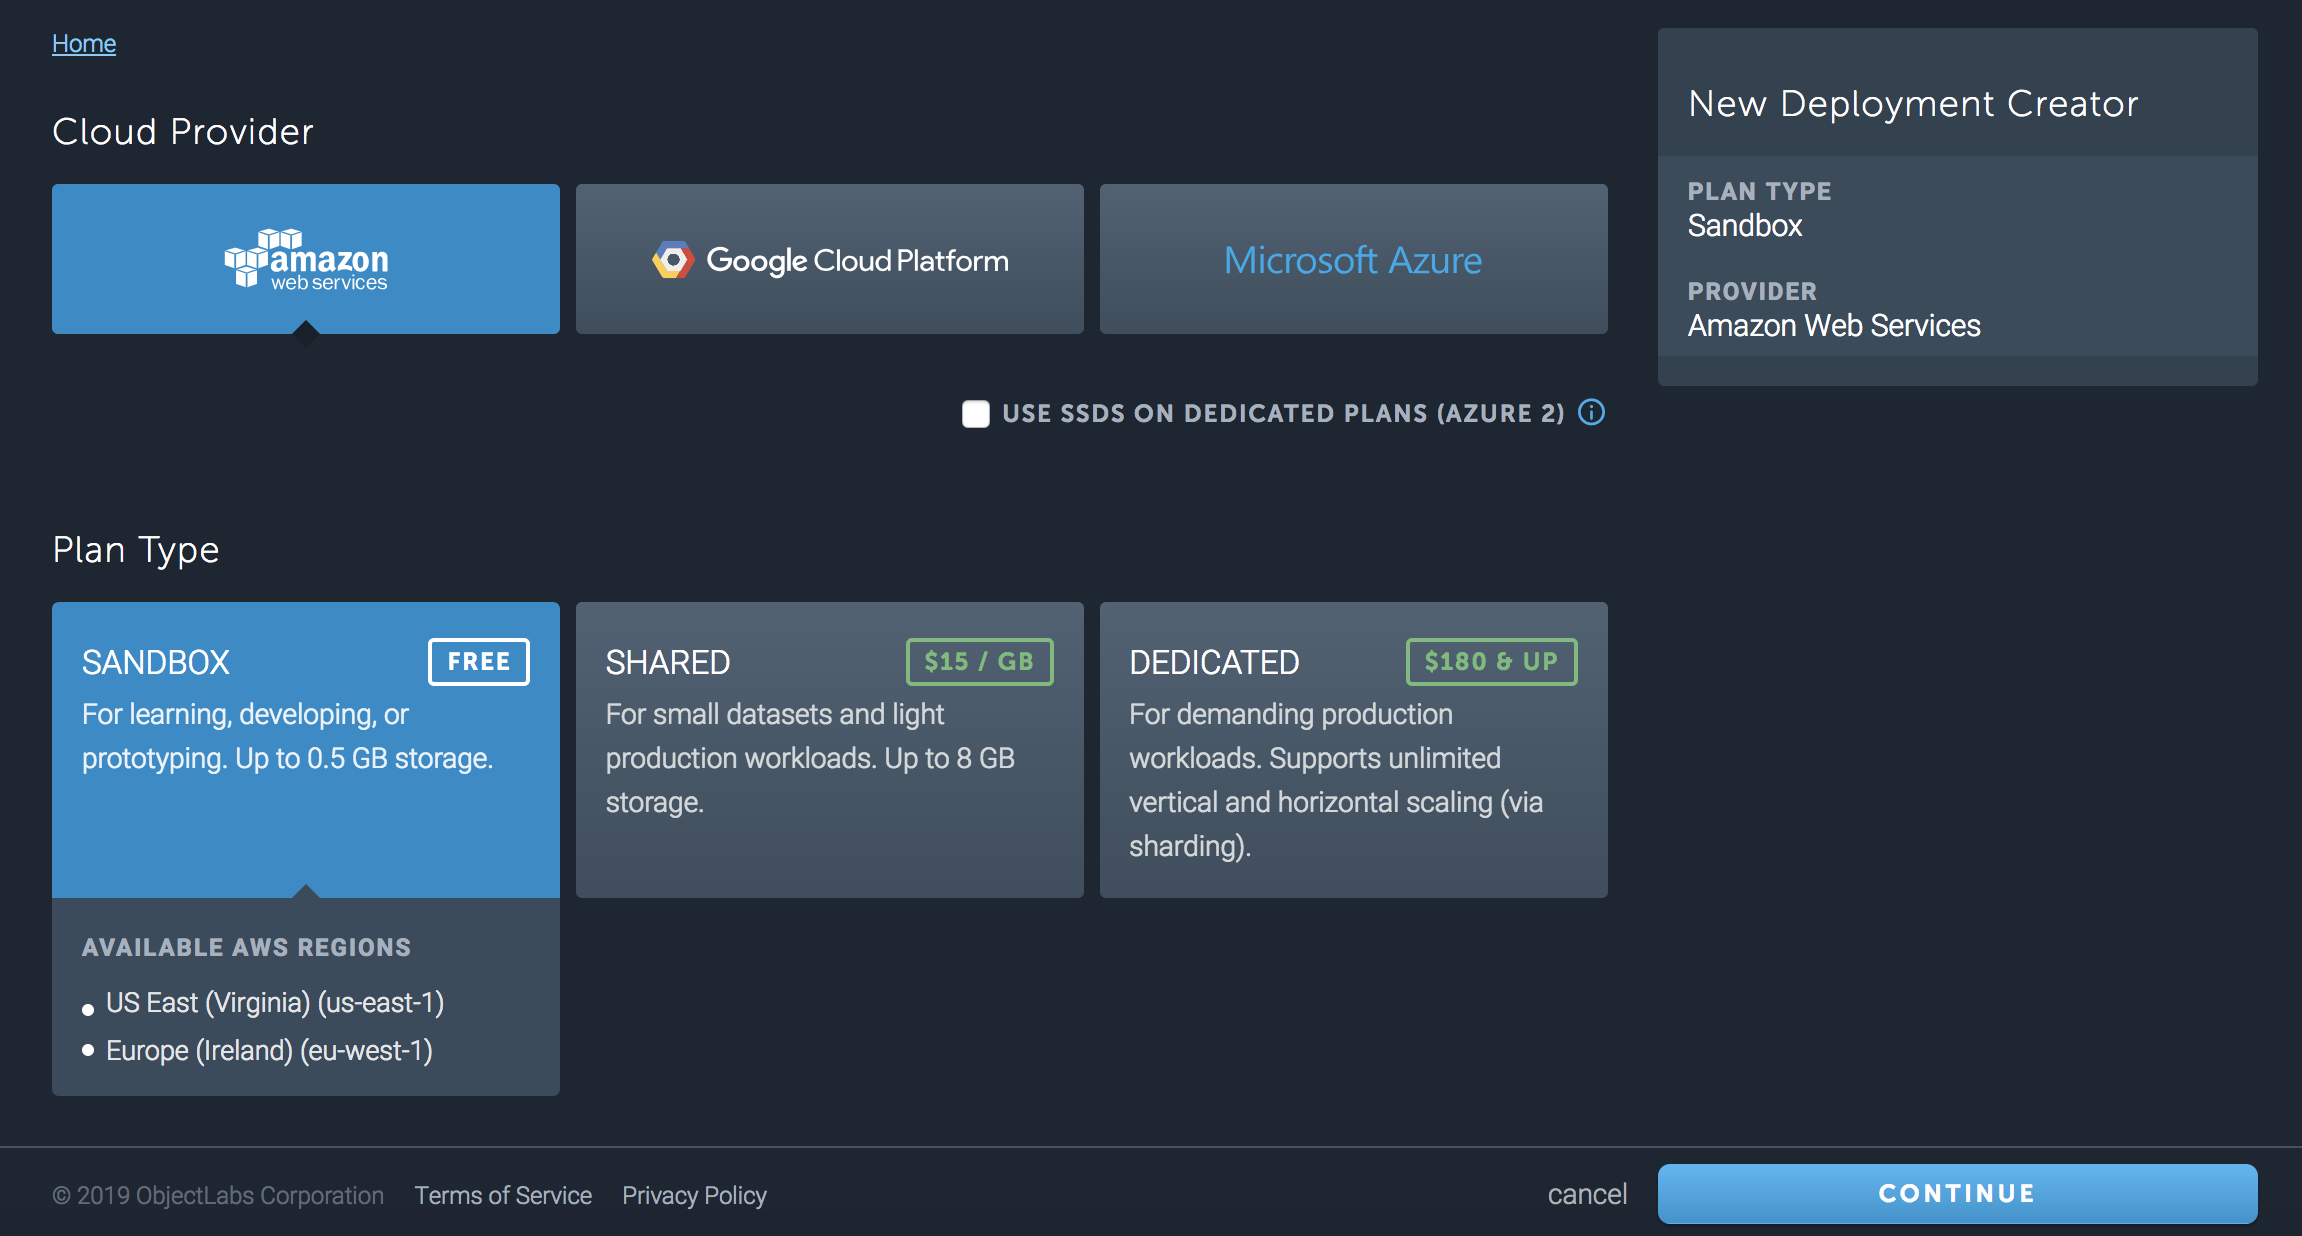 Home
Cloud Provider
amazon
web services
Google Cloud Platform
Microsoft Azure
USE SSDS ON DEDICATED PLANS (AZURE 2)
Plan Type
SANDBOX
FREE
For learning, developing, or
prototyping. Up to 0.5 GB storage.
AVAILABLE AWS REGIONS
US East (Virginia) (us-east-1)
Europe (Ireland) (eu-west-1)
SHARED
$15 / GB
For small datasets and light
production workloads. Up to 8 GB
storage.
DEDICATED
$180 & UP
For demanding production
workloads. Supports unlimited
vertical and horizontal scaling (via
sharding).
New Deployment Creator
PLAN TYPE
Sandbox
PROVIDER
Amazon Web Services
© 2019 ObjectLabs Corporation
Terms of Service
Privacy Policy
cancel
CONTINUE